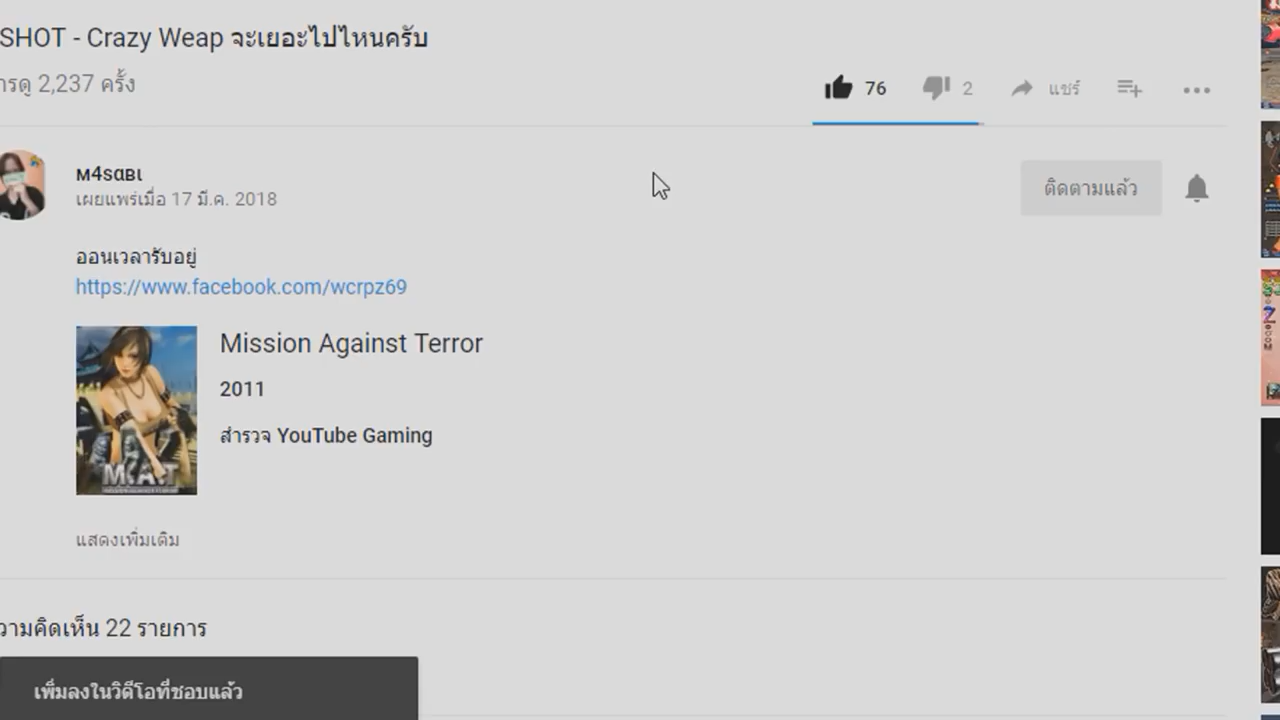 SHOT - Crazy Weap จะเยอะไปไหนครับ
ารดู 2,237 ครั้ง
76
2
แชร์
ᴍ4sɑʙι
เผยแพร่เมื่อ 17 มี.ค. 2018
ติดตามแล้ว
ออนเวลารับอยู่
https://www.facebook.com/wcrpz69
Mission Against Terror
2011
สำรวจ YouTube Gaming
M.A.T
แสดงเพิ่มเติม
วามคิดเห็น 22 รายการ
เพิ่มลงในวิดีโอที่ชอบแล้ว